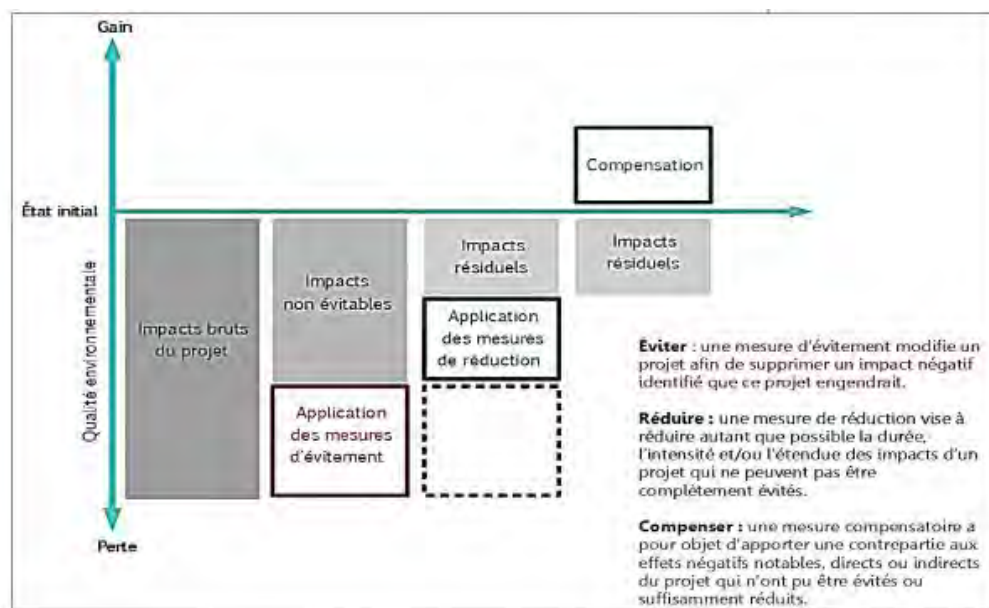 Gain
Compensation
État initial
Impacts bruts
du projet
Impacts
non évitables
Impacts
résiduels
Impacts
résiduels
Application
des mesures
de réduction
Application
des mesures
d'évitement
Qualité environnementale
Perte
Éviter : une mesure d'évitement modifie un
projet afin de supprimer un impact négatif
identifié que ce projet engendrait.
Réduire : une mesure de réduction vise à
réduire autant que possible la durée,
l'intensité et/ou l'étendue des impacts d'un
projet qui ne peuvent pas être
complètement évités.
Compenser : une mesure compensatoire a
pour objet d'apporter une contrepartie aux
effets négatifs notables, directs ou indirects
du projet qui n'ont pu être évités ou
suffisamment réduits.